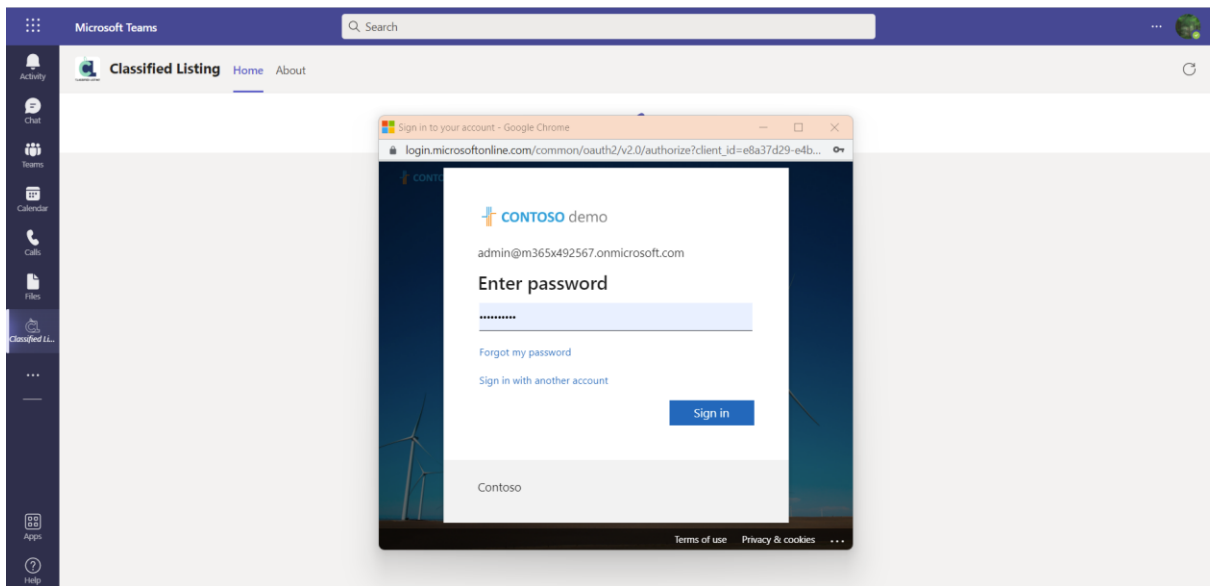 Microsoft Teams
Search
...
Activity
Classified Listing Home About
Chat
Sign in to your account - Google Chrome
Teams
login.microsoftonline.com/common/oauth2/v2.0/authorize?client_id=e8a37d29-e4b...
CONTO
Calendar
CONTOSO demo
Calls
admin@m365x492567.onmicrosoft.com
Enter password
Files
••••••••••
Classified Li...
Forgot my password
Sign in with another account
...
Sign in
Contoso
Apps
Terms of use Privacy & cookies ...
Help